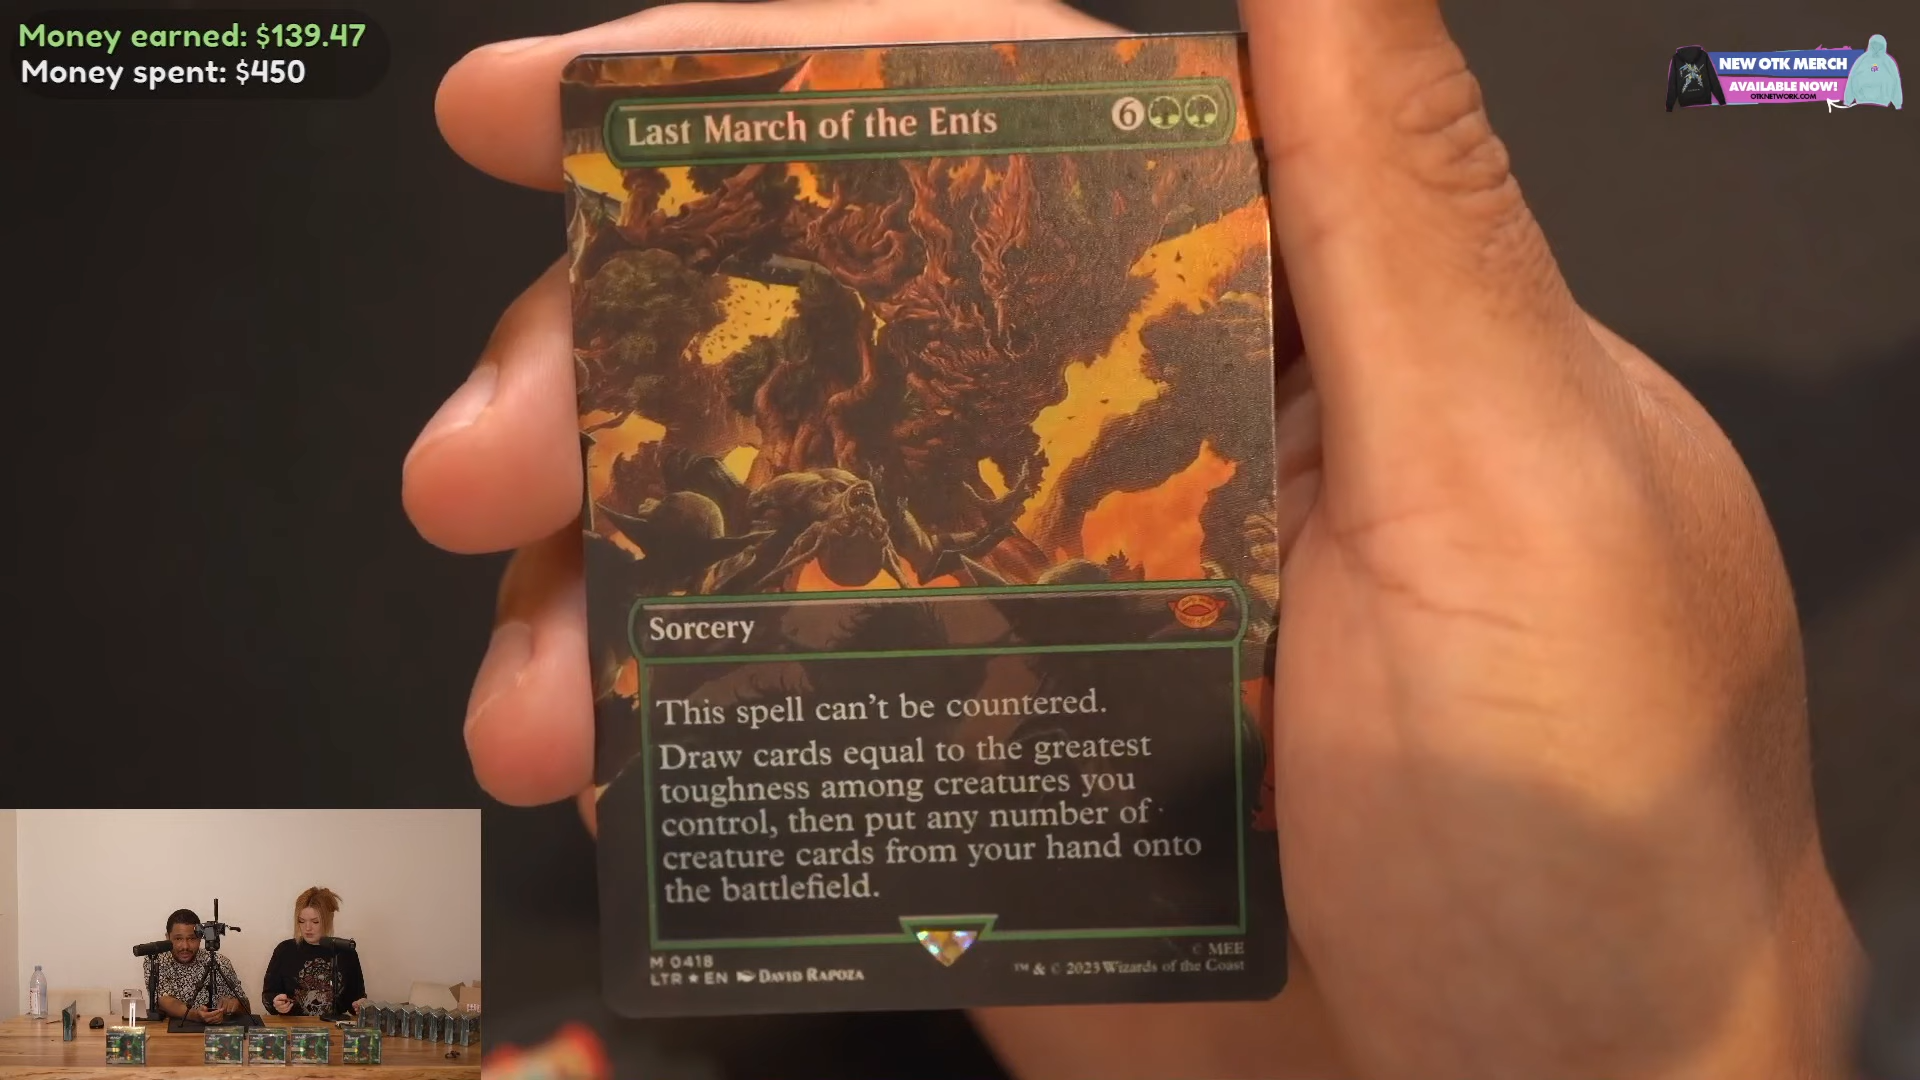 Money earned: $139.47
Money spent: $450
NEW OTK MERCH
AVAILABLE NOW!
OTKNETWORK.COM
Last March of the Ents 6
Sorcery
This spell can't be countered.
Draw cards equal to the greatest
toughness among creatures you
control, then put any number of
creature cards from your hand onto
the battlefield.
M 0418
LTR ★ EN DAVID RAPOZA
© MEE
™ & © 2023 Wizards of the Coast